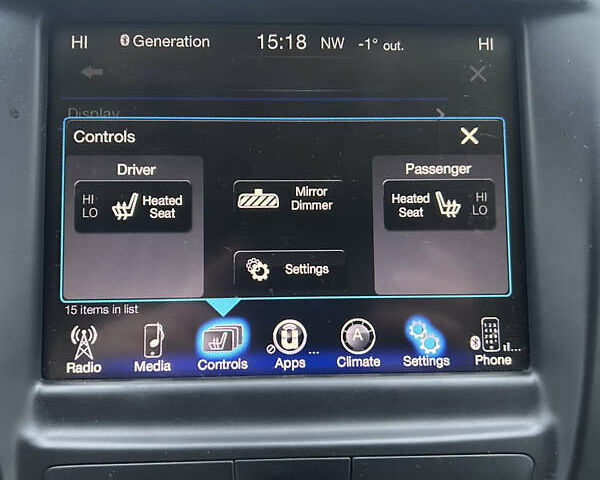 HI Generation 15:18 NW -1° out. HI
Display
Controls
Driver
HI
LO
Heated
Seat
Mirror
Dimmer
Settings
Passenger
Heated
Seat
HI
LO
15 items in list
Radio Media Controls Apps Climate Settings Phone
A